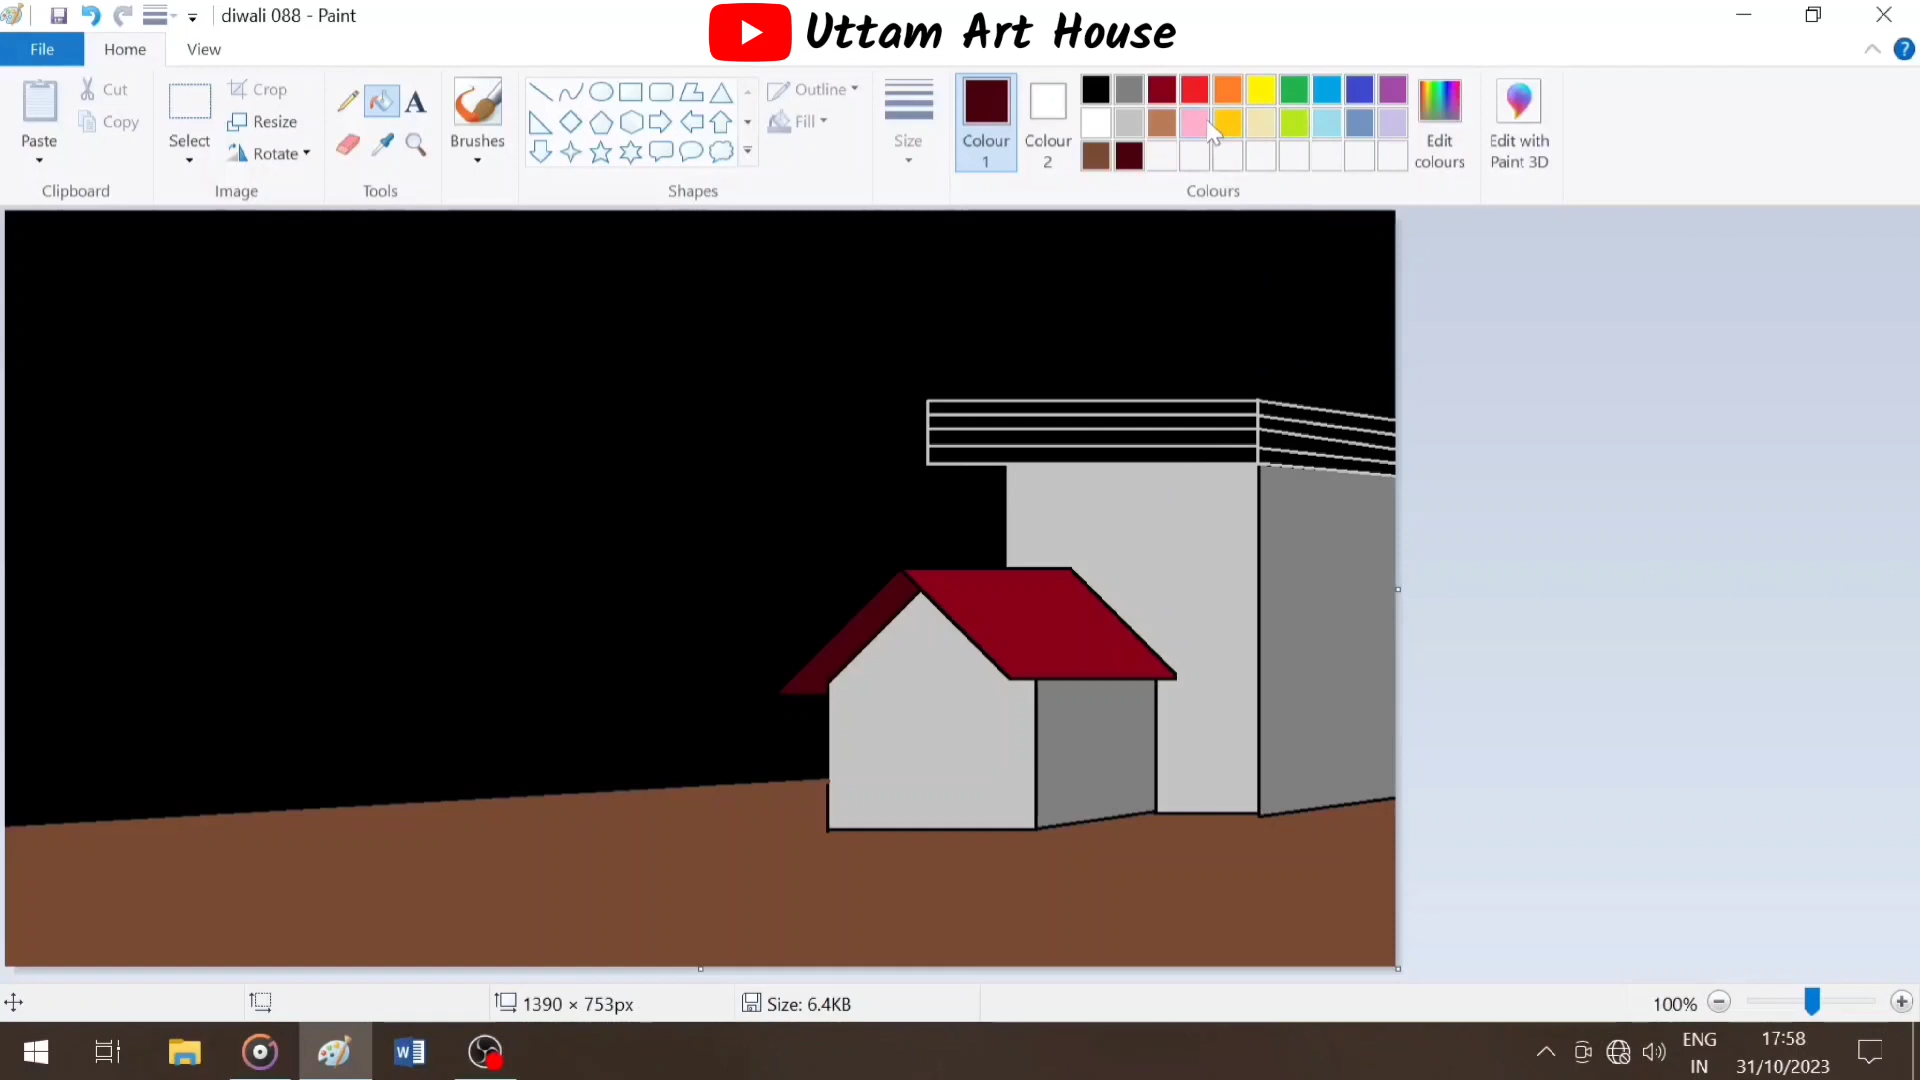 diwali 088 - Paint
Uttam Art House
File
Home
View
Paste
Cut
Copy
Clipboard
Select
Crop
Resize
Rotate
Image
A
Tools
Brushes
Shapes
Outline
Fill
Size
Colour 1
Colour 2
Colours
Edit colours
Edit with Paint 3D
1390 × 753px
Size: 6.4KB
100%
ENG
IN
17:58
31/10/2023